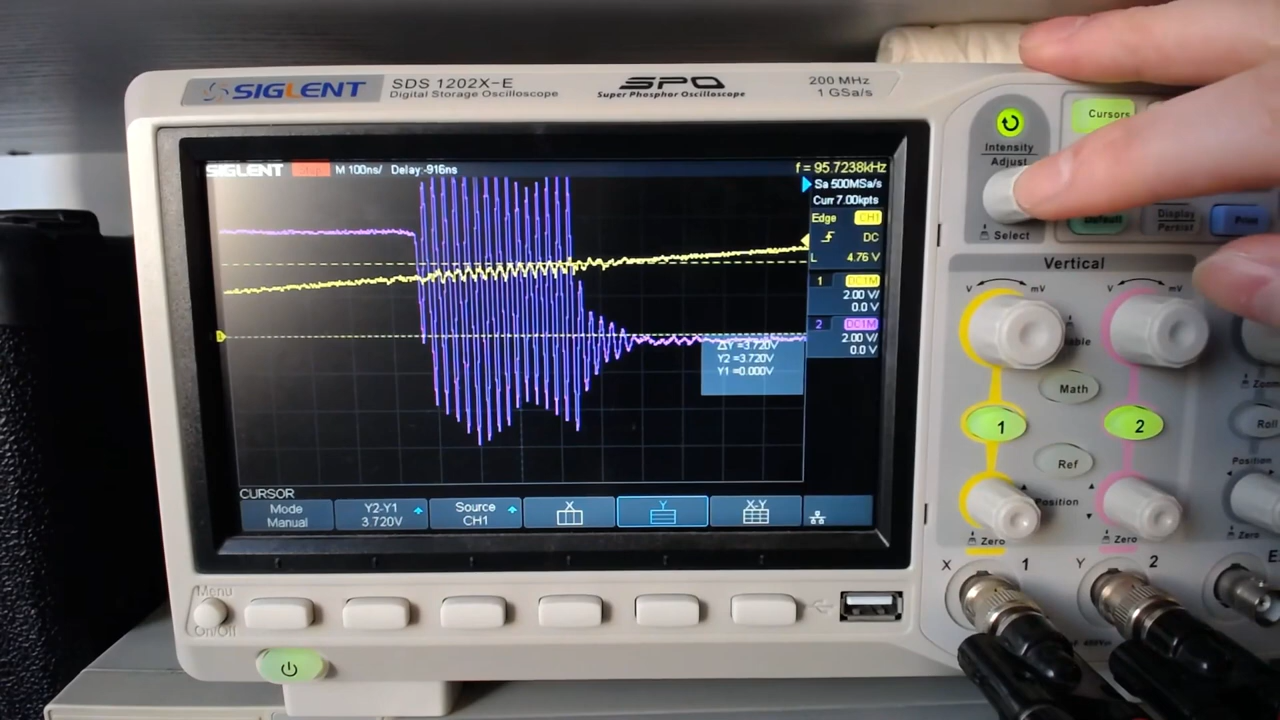 SIGLENT SDS 1202X-E
Digital Storage Oscilloscope
SPO
Super Phosphor Oscilloscope
200 MHz
1 GSa/s
SIGLENT M 100ns/ Delay:-916ns
f = 95.7238kHz
Sa 500MSa/s
Curr 7.00kpts
Edge CH1
DC
L 4.76 V
1 DC1M
2.00 V/
0.0 V
2 DC1M
2.00 V/
0.0 V
ΔY =3.720V
Y2 =3.720V
Y1 =0.000V
CURSOR
Mode
Manual
Y2-Y1
3.720V
Source
CH1
X
Y
X-Y
Menu
On/Off
Intensity
Adjust
Select
Cursors
Default
Display
Persist
Print
Vertical
V mV
V mV
Math
1
2
Ref
Roll
Position
Position
Zero
Zero
X 1
Y 2